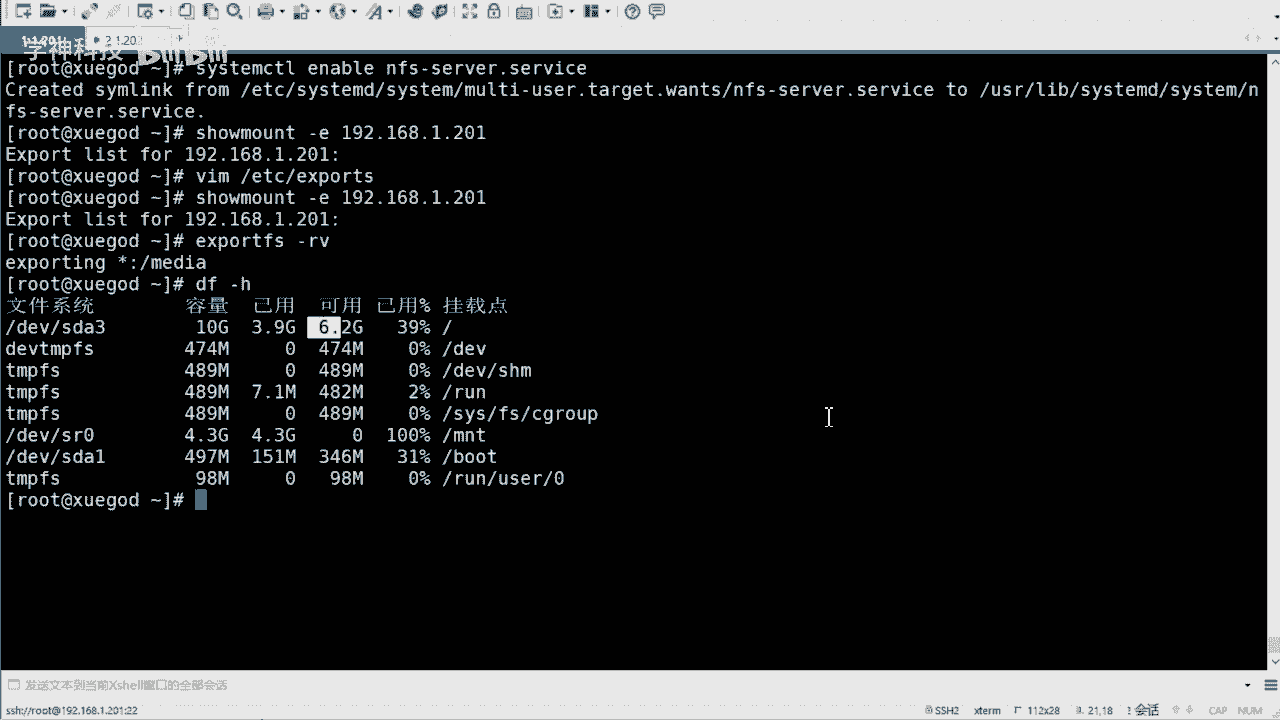 1.1.201
2 1.202
学神科技 bilibili
[root@xuegod ~]# systemctl enable nfs-server.service
Created symlink from /etc/systemd/system/multi-user.target.wants/nfs-server.service to /usr/lib/systemd/system/n
fs-server.service.
[root@xuegod ~]# showmount -e 192.168.1.201
Export list for 192.168.1.201:
[root@xuegod ~]# vim /etc/exports
[root@xuegod ~]# showmount -e 192.168.1.201
Export list for 192.168.1.201:
[root@xuegod ~]# exportfs -rv
exporting *:/media
[root@xuegod ~]# df -h
文件系统 容量 已用 可用 已用% 挂载点
/dev/sda3 10G 3.9G 6.2G 39% /
devtmpfs 474M 0 474M 0% /dev
tmpfs 489M 0 489M 0% /dev/shm
tmpfs 489M 7.1M 482M 2% /run
tmpfs 489M 0 489M 0% /sys/fs/cgroup
/dev/sr0 4.3G 4.3G 0 100% /mnt
/dev/sda1 497M 151M 346M 31% /boot
tmpfs 98M 0 98M 0% /run/user/0
[root@xuegod ~]#
发送文本到当前Xshell窗口的全部会话
ssh://root@192.168.1.201:22 SSH2 xterm 112x28 21,18 1 会话 CAP NUM